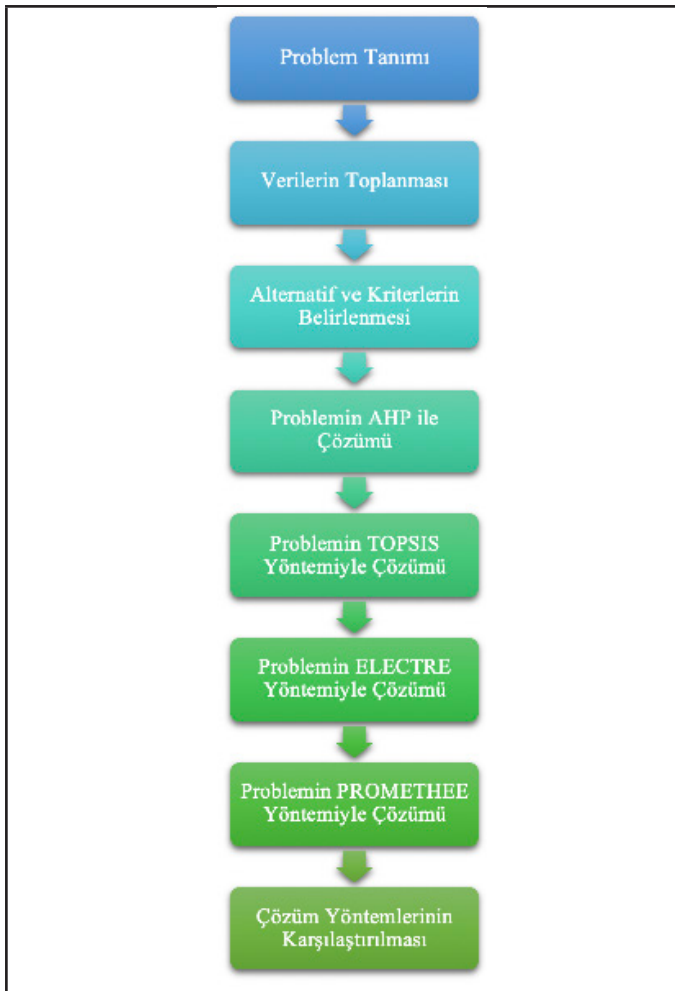 Problem Tanımı
Verilerin Toplanması
Alternatif ve Kriterlerin
Belirlenmesi
Problemin AHP ile
Çözümü
Problemin TOPSIS
Yöntemiyle Çözümü
Problemin ELECTRE
Yöntemiyle Çözümü
Problemin PROMETHEE
Yöntemiyle Çözümü
Çözüm Yöntemlerinin
Karşılaştırılması